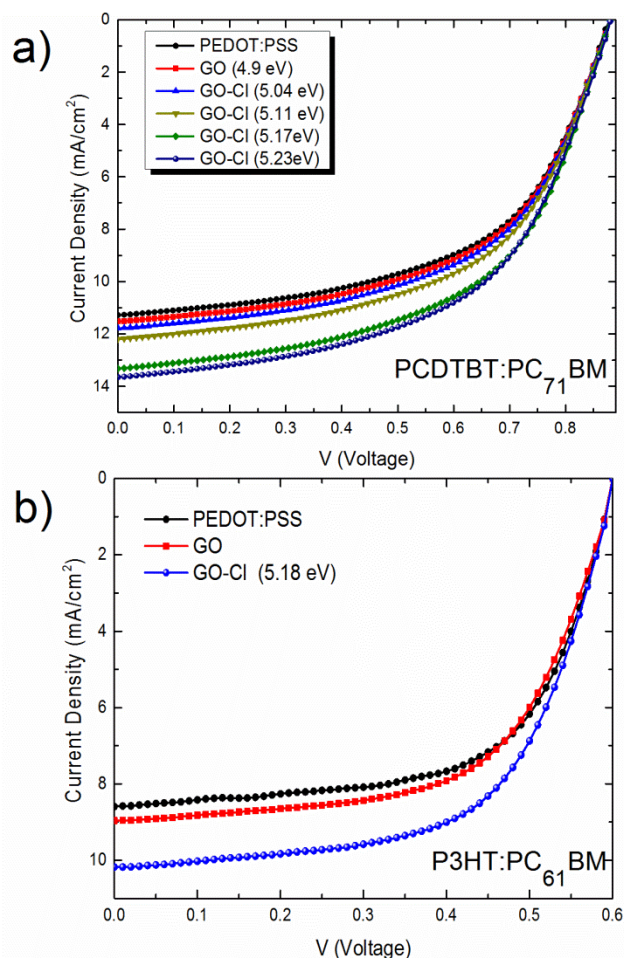 a)
PEDOT:PSS
GO (4.9 eV)
GO-Cl (5.04 eV)
GO-Cl (5.11 eV)
GO-Cl (5.17eV)
GO-Cl (5.23eV)
0
2
4
6
8
10
12
14
Current Density (mA/cm²)
PCDTBT:PC₇₁BM
0.0 0.1 0.2 0.3 0.4 0.5 0.6 0.7 0.8
V (Voltage)
b)
PEDOT:PSS
GO
GO-Cl (5.18 eV)
0
2
4
6
8
10
Current Density (mA/cm²)
P3HT:PC₆₁BM
0.0 0.1 0.2 0.3 0.4 0.5 0.6
V (Voltage)